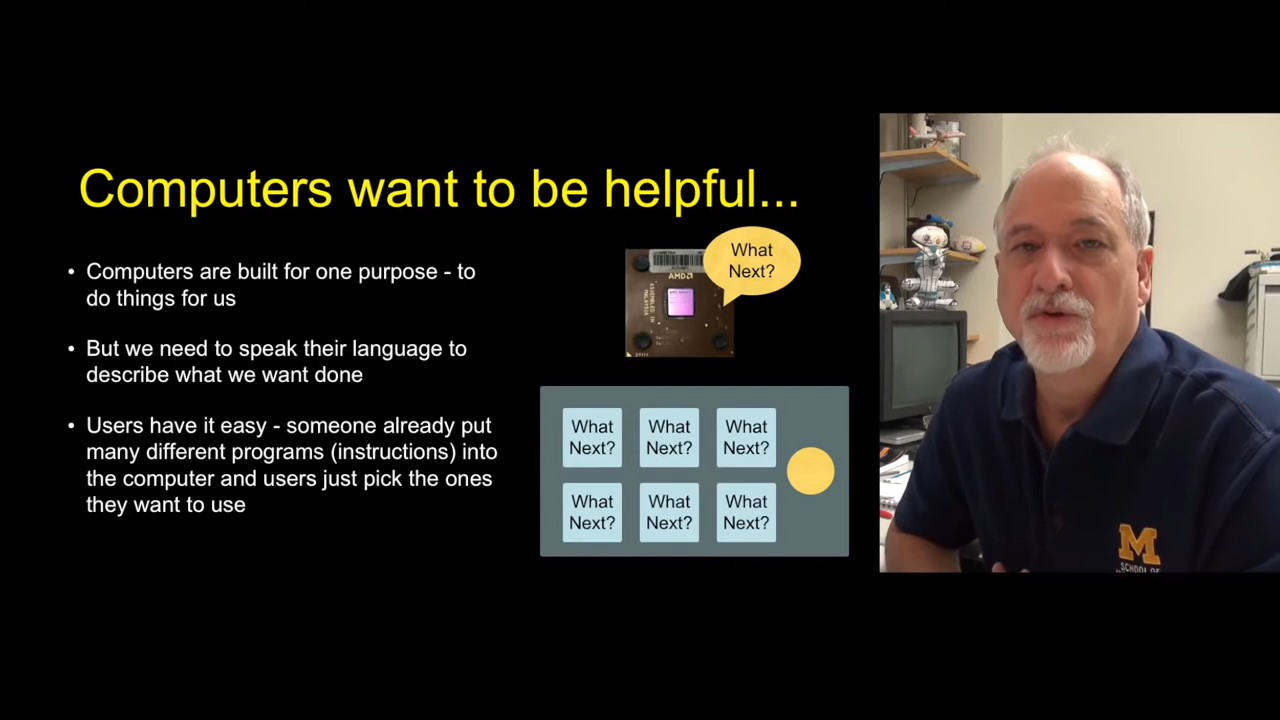 Computers want to be helpful...
• Computers are built for one purpose - to
do things for us
• But we need to speak their language to
describe what we want done
• Users have it easy - someone already put
many different programs (instructions) into
the computer and users just pick the ones
they want to use
What
Next?
AMD
ASSEMBLED IN
MALAYSIA
What
Next?
What
Next?
What
Next?
What
Next?
What
Next?
What
Next?
M
SCHOOL OF